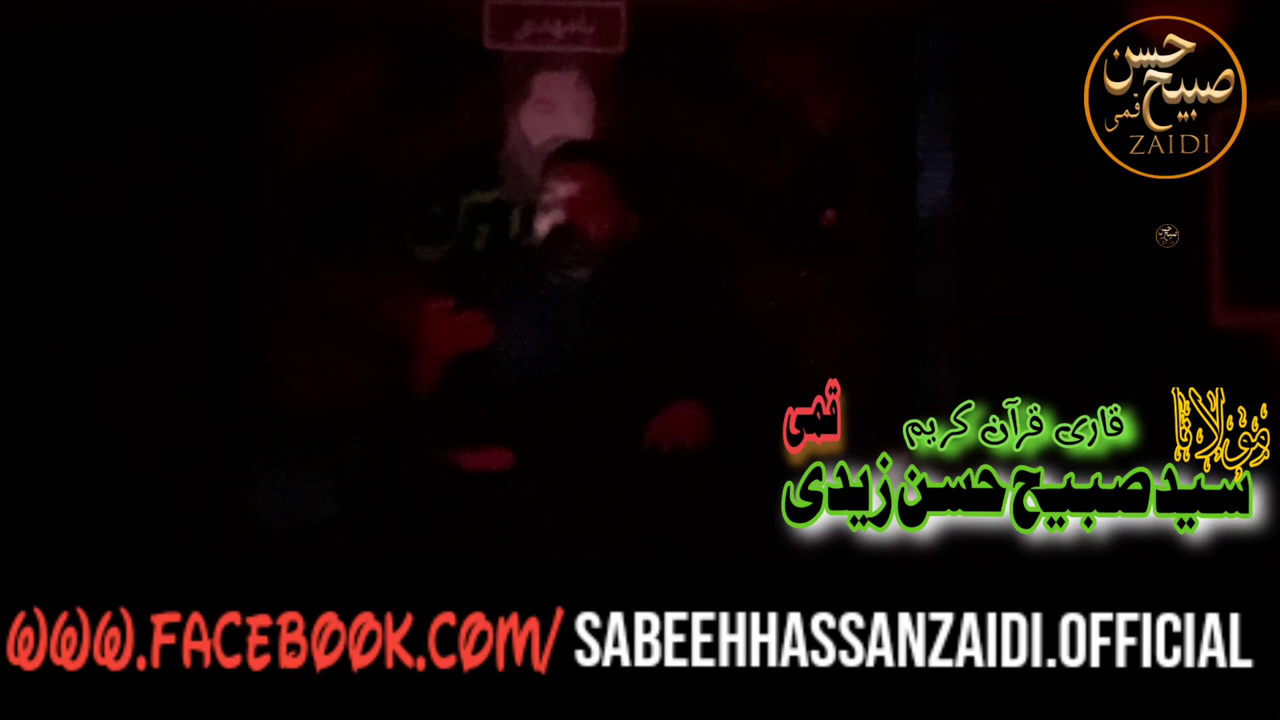 صبیح حسن
قمی
ZAIDI
قمی
قاری قرآن کریم
مولانا
سید صبیح حسن زیدی
WWW.FACEBOOK.COM/ SABEEHHASSANZAIDI.OFFICIAL